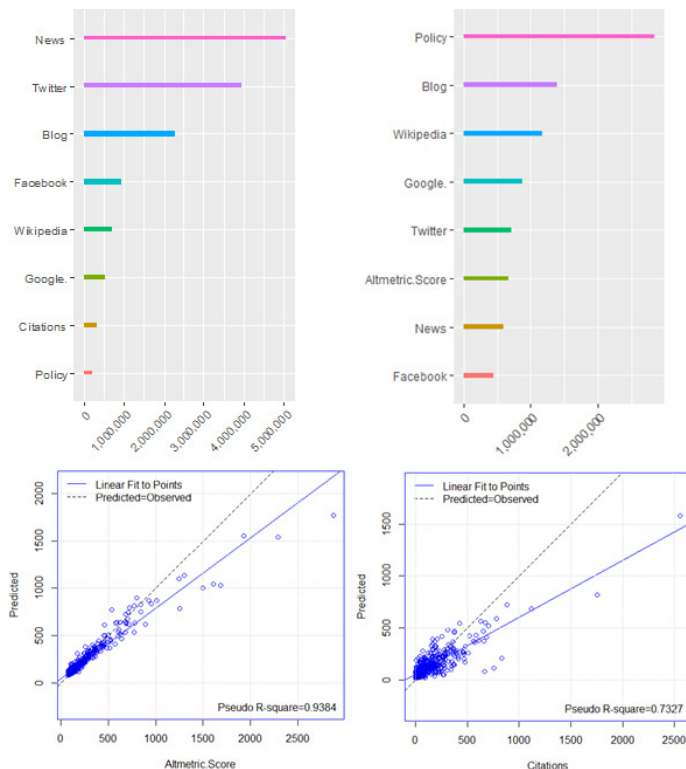 News
Twitter
Blog
Facebook
Wikipedia
Google.
Citations
Policy
0
1,000,000
2,000,000
3,000,000
4,000,000
5,000,000
Policy
Blog
Wikipedia
Google.
Twitter
Altmetric.Score
News
Facebook
0
1,000,000
2,000,000
Linear Fit to Points
Predicted=Observed
2000
1500
1000
500
0
Predicted
Pseudo R-square=0.9384
0 500 1000 1500 2000 2500
Altmetric.Score
Linear Fit to Points
Predicted=Observed
1500
1000
500
0
Predicted
Pseudo R-square=0.7327
0 500 1000 1500 2000 2500
Citations